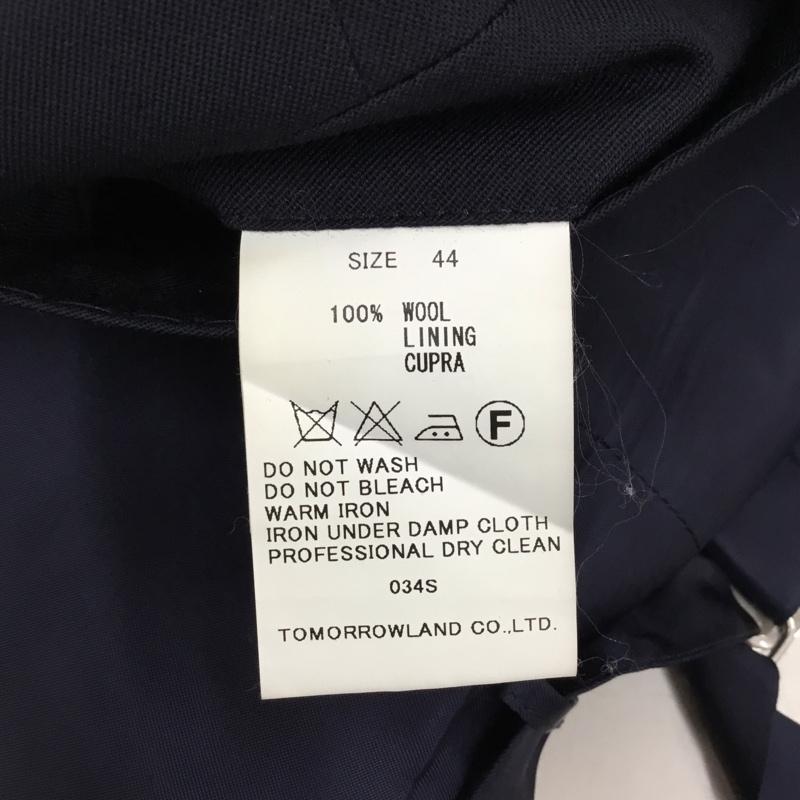 SIZE 44
100% WOOL
LINING
CUPRA
F
DO NOT WASH
DO NOT BLEACH
WARM IRON
IRON UNDER DAMP CLOTH
PROFESSIONAL DRY CLEAN
034S
TOMORROWLAND CO.,LTD.